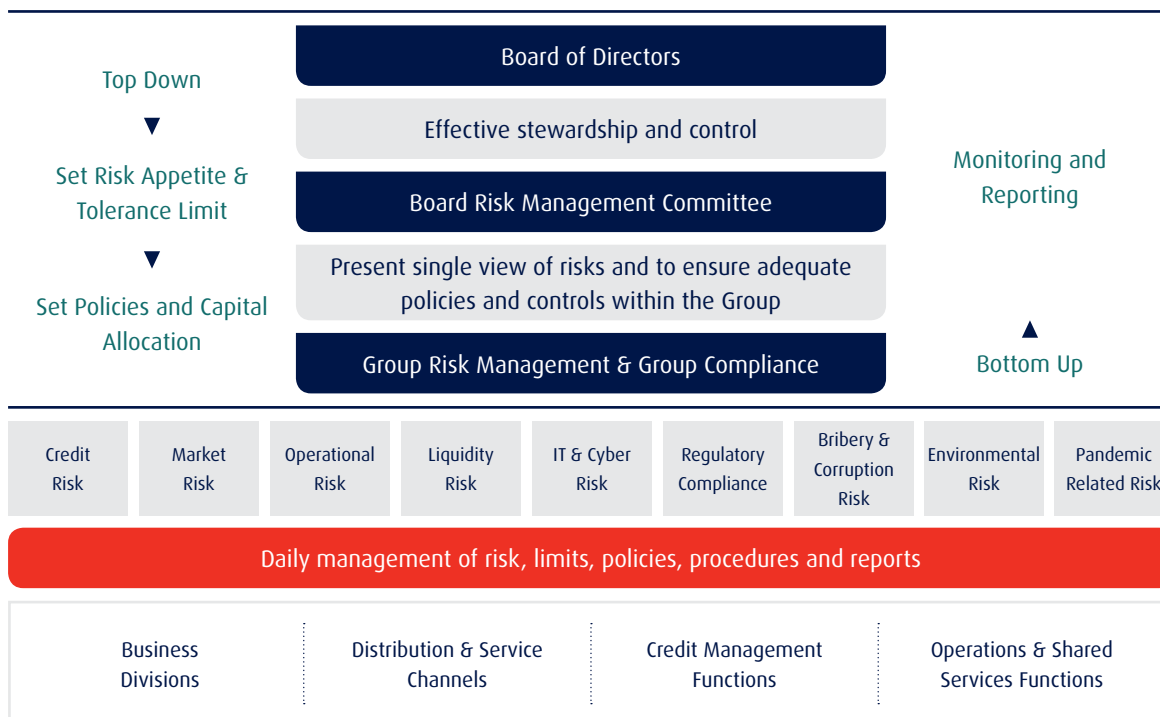 Top Down
Set Risk Appetite &
Tolerance Limit
Set Policies and Capital
Allocation
Board of Directors
Effective stewardship and control
Board Risk Management Committee
Present single view of risks and to ensure adequate
policies and controls within the Group
Group Risk Management & Group Compliance
Monitoring and
Reporting
Bottom Up
Credit
Risk
Market
Risk
Operational
Risk
Liquidity
Risk
IT & Cyber
Risk
Regulatory
Compliance
Bribery &
Corruption
Risk
Environmental
Risk
Pandemic
Related Risk
Daily management of risk, limits, policies, procedures and reports
Business
Divisions
Distribution & Service
Channels
Credit Management
Functions
Operations & Shared
Services Functions